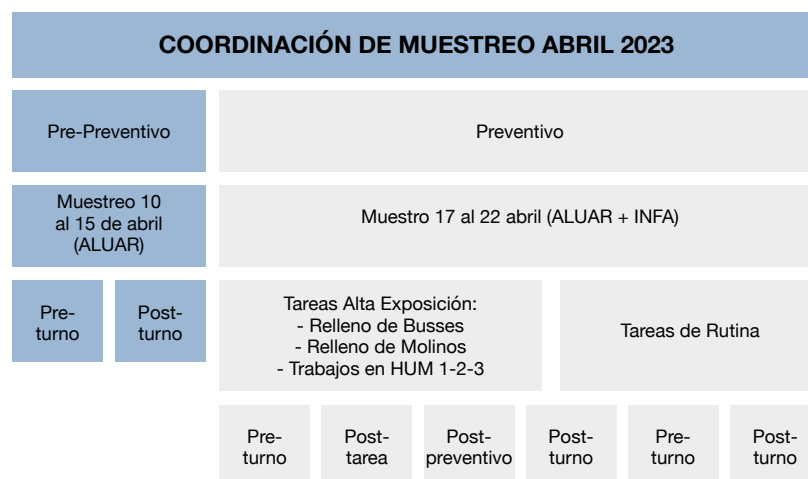 COORDINACIÓN DE MUESTREO ABRIL 2023
Pre-Preventivo
Preventivo
Muestreo 10
al 15 de abril
(ALUAR)
Muestro 17 al 22 abril (ALUAR + INFA)
Pre-
turno
Post-
turno
Tareas Alta Exposición:
- Relleno de Busses
- Relleno de Molinos
- Trabajos en HUM 1-2-3
Tareas de Rutina
Pre-
turno
Post-
tarea
Post-
preventivo
Post-
turno
Pre-
turno
Post-
turno